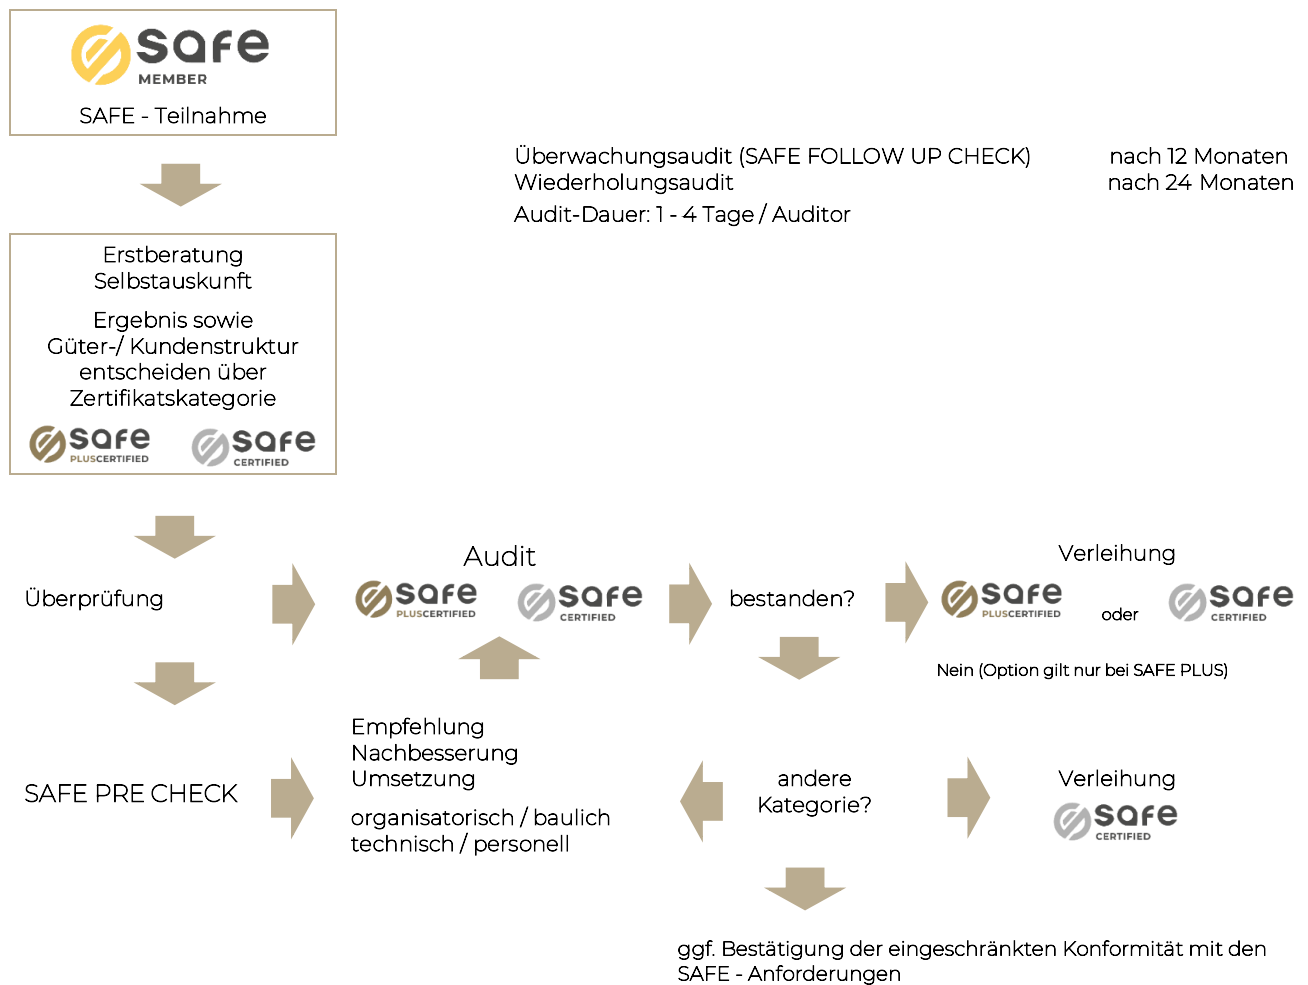 safe
MEMBER
SAFE - Teilnahme
Überwachungsaudit (SAFE FOLLOW UP CHECK) nach 12 Monaten
Wiederholungsaudit nach 24 Monaten
Audit-Dauer: 1 - 4 Tage / Auditor
Erstberatung
Selbstauskunft
Ergebnis sowie
Güter-/ Kundenstruktur
entscheiden über
Zertifikatskategorie
safe
PLUSCERTIFIED
safe
CERTIFIED
Überprüfung
Audit
safe
PLUSCERTIFIED
safe
CERTIFIED
bestanden?
Verleihung
safe
PLUSCERTIFIED
oder
safe
CERTIFIED
Nein (Option gilt nur bei SAFE PLUS)
SAFE PRE CHECK
Empfehlung
Nachbesserung
Umsetzung
organisatorisch / baulich
technisch / personell
andere
Kategorie?
Verleihung
safe
CERTIFIED
ggf. Bestätigung der eingeschränkten Konformität mit den
SAFE - Anforderungen